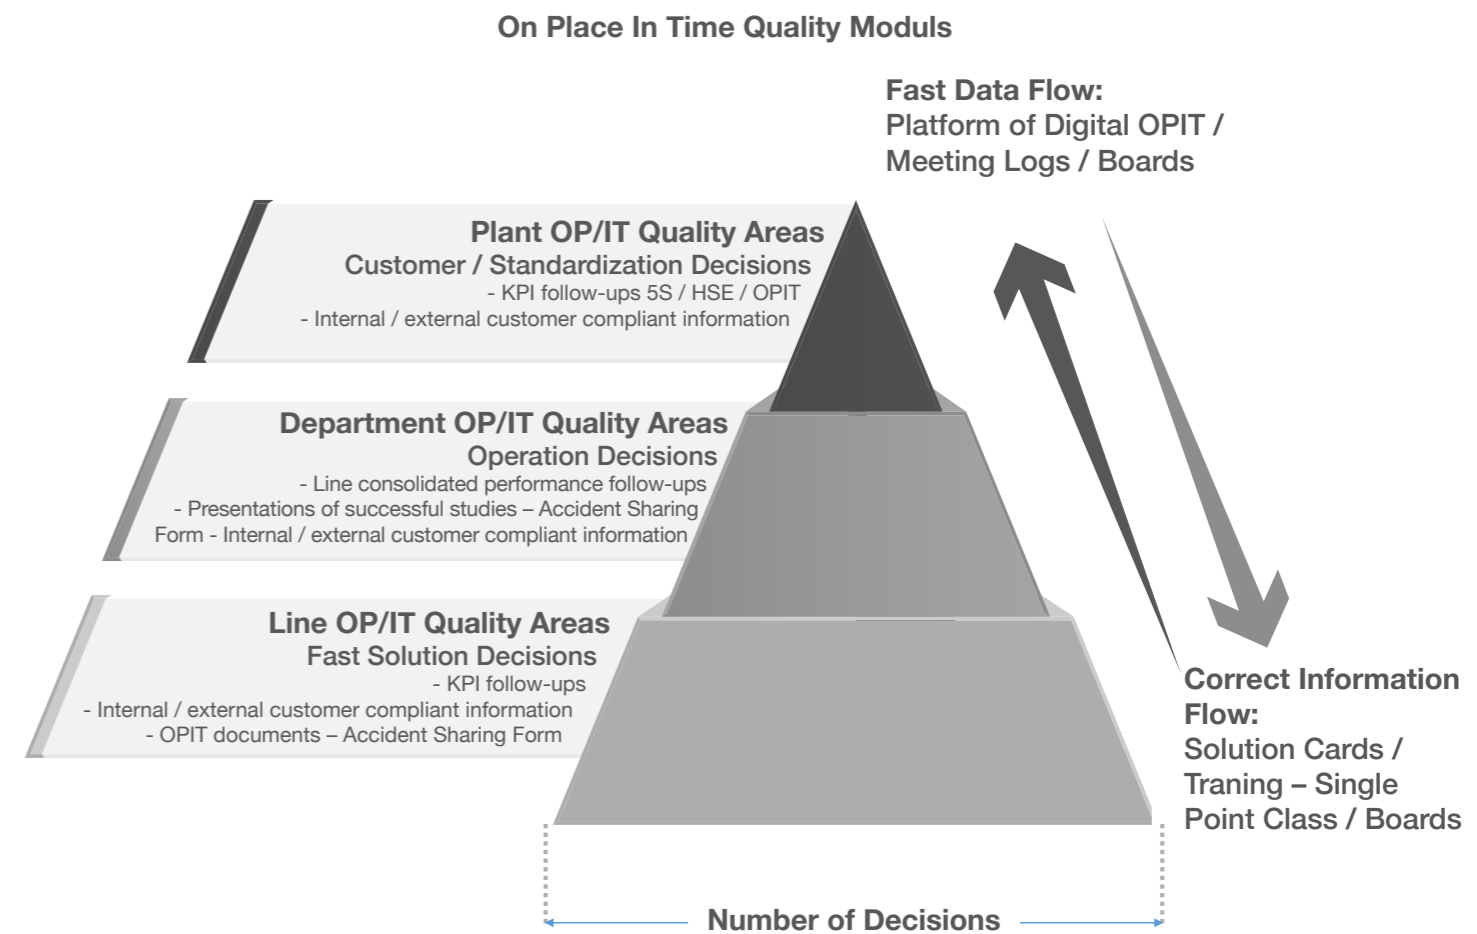 On Place In Time Quality Moduls
Fast Data Flow:
Platform of Digital OPIT /
Meeting Logs / Boards
Plant OP/IT Quality Areas
Customer / Standardization Decisions
- KPI follow-ups 5S / HSE / OPIT
- Internal / external customer compliant information
Department OP/IT Quality Areas
Operation Decisions
- Line consolidated performance follow-ups
- Presentations of successful studies – Accident Sharing
Form - Internal / external customer compliant information
Line OP/IT Quality Areas
Fast Solution Decisions
- KPI follow-ups
- Internal / external customer compliant information
- OPIT documents – Accident Sharing Form
Correct Information
Flow:
Solution Cards /
Traning – Single
Point Class / Boards
Number of Decisions